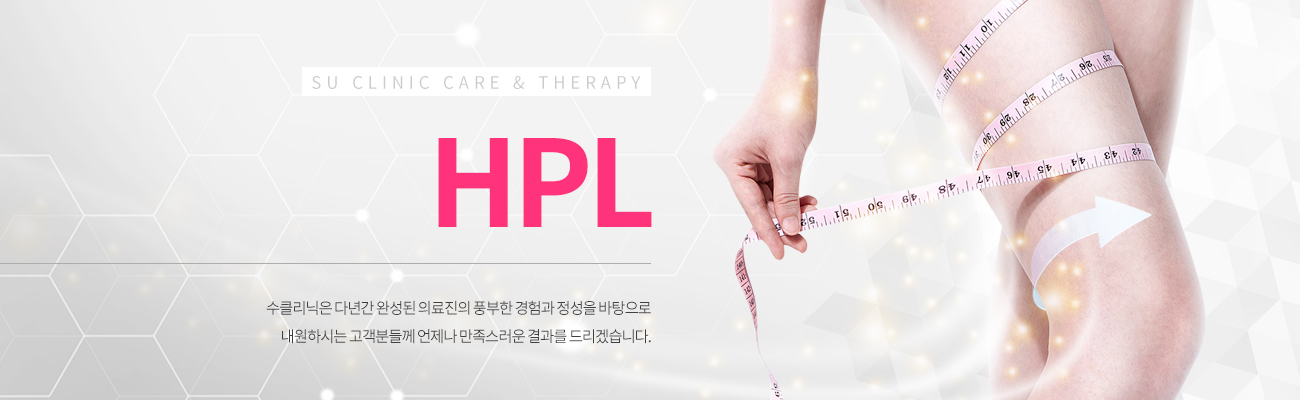 SU CLINIC CARE & THERAPY
HPL
수클리닉은 다년간 완성된 의료진의 풍부한 경험과 정성을 바탕으로
내원하시는 고객분들께 언제나 만족스러운 결과를 드리겠습니다.